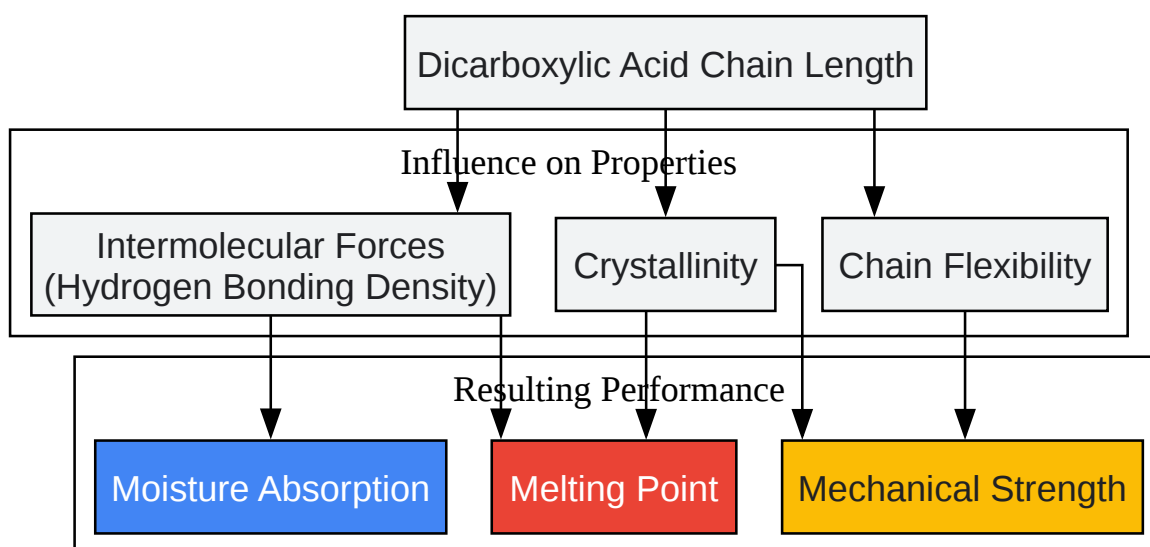 Dicarboxylic Acid Chain Length
Influence on Properties
Intermolecular Forces
(Hydrogen Bonding Density)
Crystallinity
Chain Flexibility
Resulting Performance
Moisture Absorption
Melting Point
Mechanical Strength